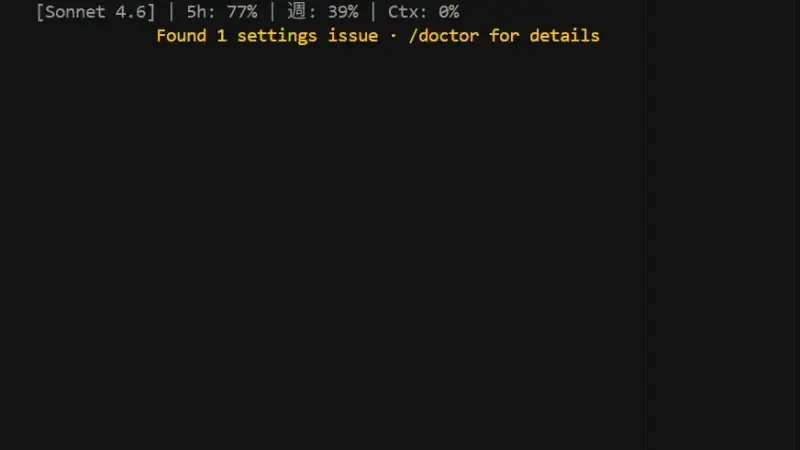 [Sonnet 4.6] | 5h: 77% | 週: 39% | Ctx: 0%
Found 1 settings issue · /doctor for details